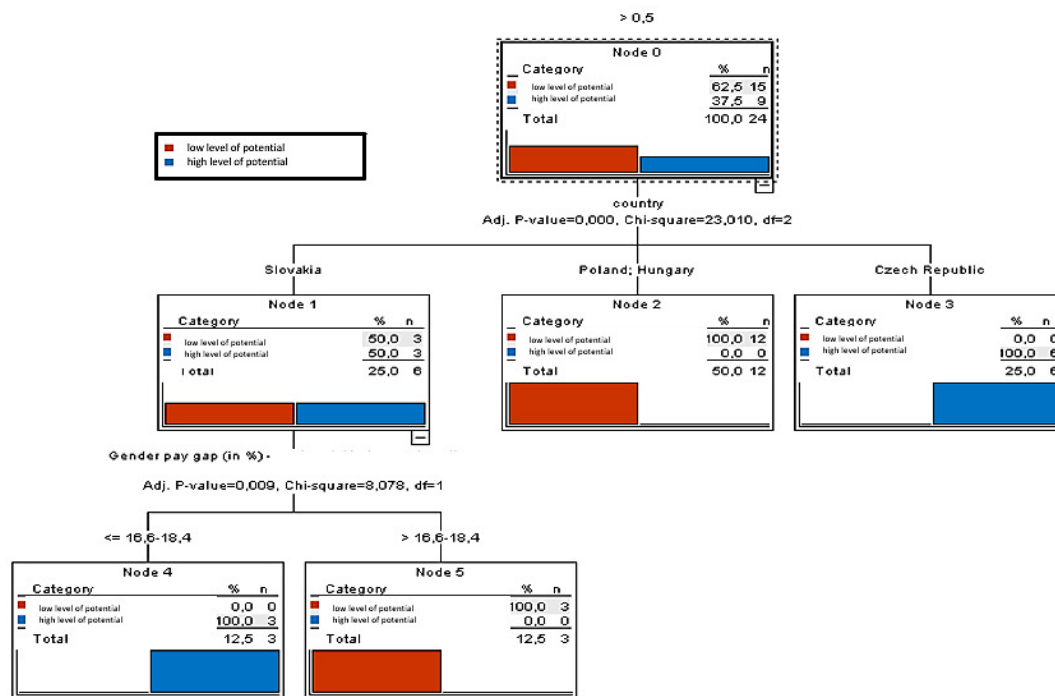 > 0,5
Node 0
Category % n
low level of potential 62,5 15
high level of potential 37,5 9
Total 100,0 24
low level of potential
high level of potential
country
Adj. P-value=0,000, Chi-square=23,010, df=2
Slovakia
Poland; Hungary
Czech Republic
Node 1
Category % n
low level of potential 50,0 3
high level of potential 50,0 3
Total 25,0 6
Node 2
Category % n
low level of potential 100,0 12
high level of potential 0,0 0
Total 50,0 12
Node 3
Category % n
low level of potential 0,0 0
high level of potential 100,0 6
Total 25,0 6
Gender pay gap (in %) -
Adj. P-value=0,009, Chi-square=8,078, df=1
<= 16,6-18,4
> 16,6-18,4
Node 4
Category % n
low level of potential 0,0 0
high level of potential 100,0 3
Total 12,5 3
Node 5
Category % n
low level of potential 100,0 3
high level of potential 0,0 0
Total 12,5 3